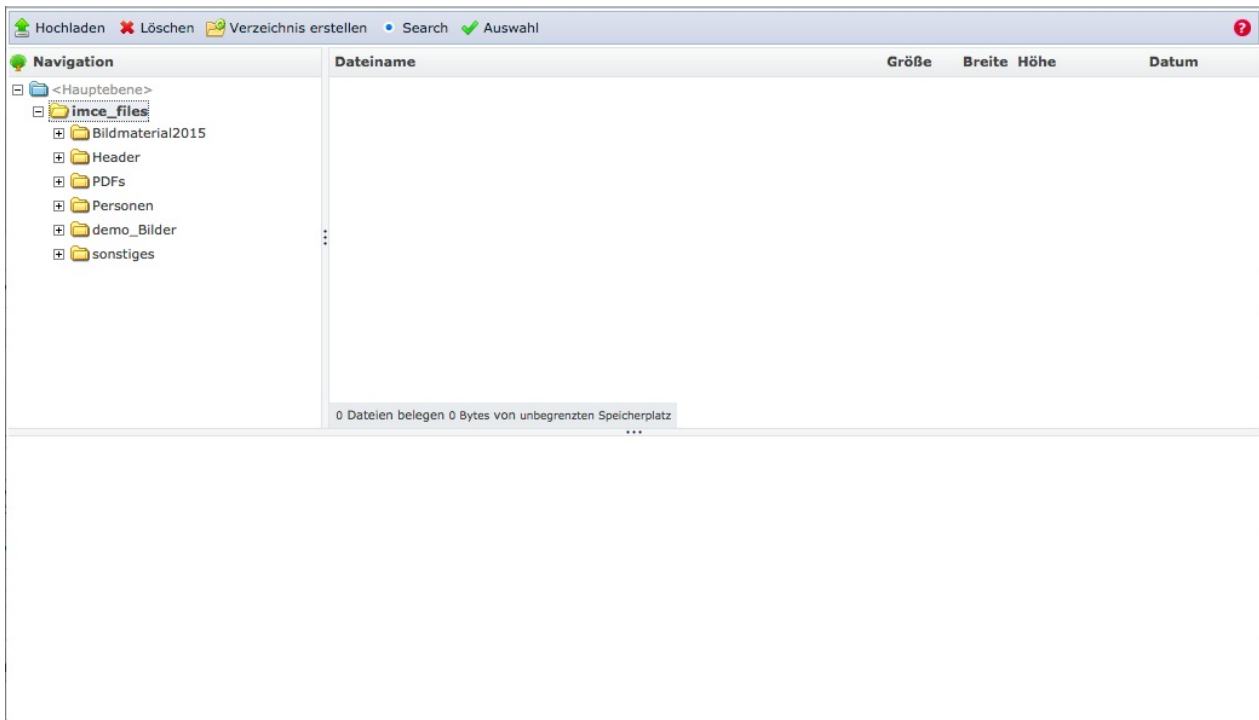 Hochladen Löschen Verzeichnis erstellen Search Auswahl ?
Navigation Dateiname Größe Breite Höhe Datum
<Hauptebene>
imce_files
Bildmaterial2015
Header
PDFs
Personen
demo_Bilder
sonstiges
0 Dateien belegen 0 Bytes von unbegrenzten Speicherplatz